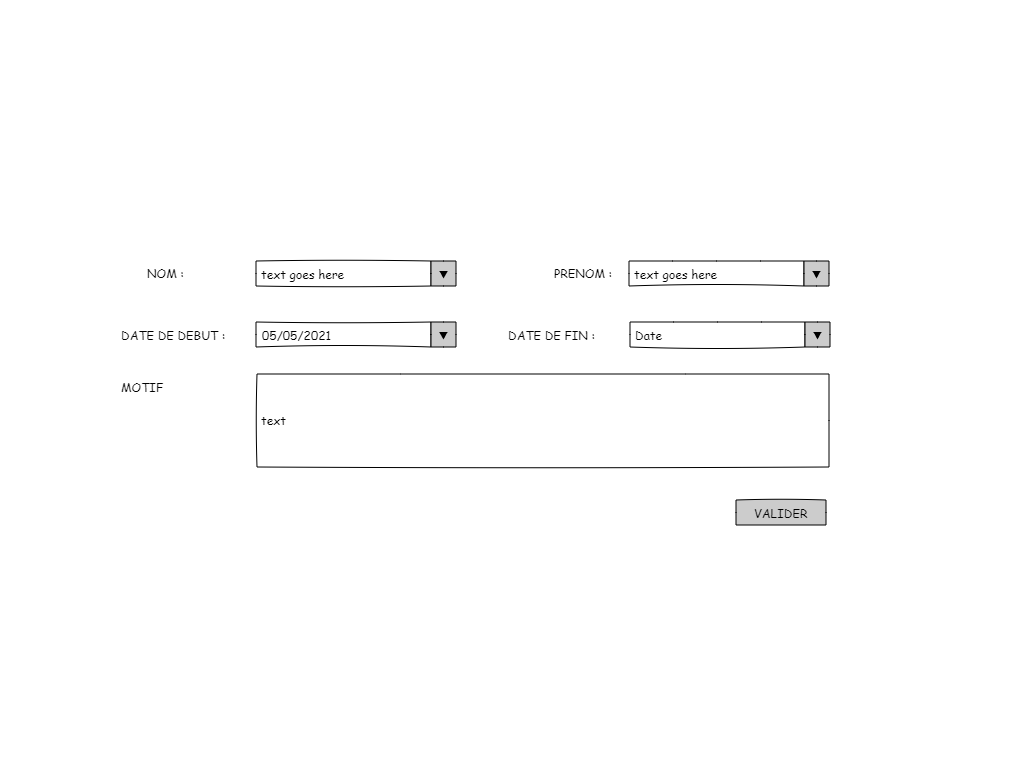 NOM : text goes here PRENOM : text goes here
DATE DE DEBUT : 05/05/2021 DATE DE FIN : Date
MOTIF
text
VALIDER